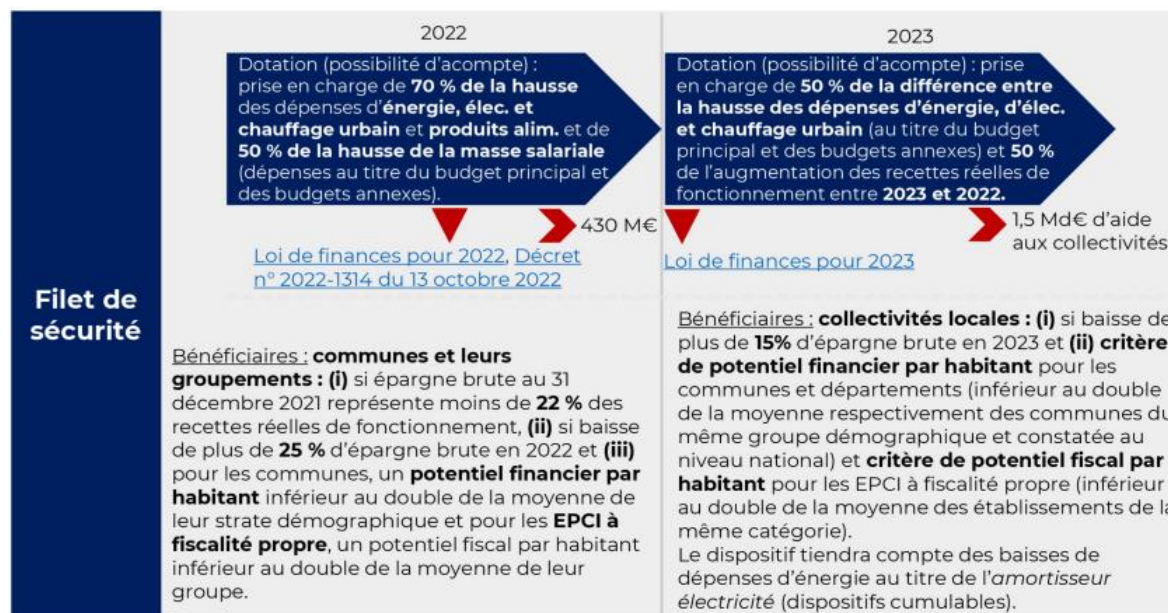 Filet de
sécurité
2022
Dotation (possibilité d'acompte) :
prise en charge de 70 % de la hausse
des dépenses d'énergie, élec. et
chauffage urbain et produits alim. et de
50 % de la hausse de la masse salariale
(dépenses au titre du budget principal et
des budgets annexes).
430 M€
Loi de finances pour 2022, Décret
n° 2022-1314 du 13 octobre 2022
Bénéficiaires : communes et leurs
groupements : (i) si épargne brute au 31
décembre 2021 représente moins de 22 % des
recettes réelles de fonctionnement, (ii) si baisse
de plus de 25 % d'épargne brute en 2022 et (iii)
pour les communes, un potentiel financier par
habitant inférieur au double de la moyenne de
leur strate démographique et pour les EPCI à
fiscalité propre, un potentiel fiscal par habitant
inférieur au double de la moyenne de leur
groupe.
2023
Dotation (possibilité d'acompte) : prise
en charge de 50 % de la différence entre
la hausse des dépenses d'énergie, d'élec.
et chauffage urbain (au titre du budget
principal et des budgets annexes) et 50 %
de l'augmentation des recettes réelles de
fonctionnement entre 2023 et 2022.
1,5 Md€ d'aide
aux collectivités
Loi de finances pour 2023
Bénéficiaires : collectivités locales : (i) si baisse de
plus de 15% d'épargne brute en 2023 et (ii) critère
de potentiel financier par habitant pour les
communes et départements (inférieur au double
de la moyenne respectivement des communes du
même groupe démographique et constatée au
niveau national) et critère de potentiel fiscal par
habitant pour les EPCI à fiscalité propre (inférieur
au double de la moyenne des établissements de la
même catégorie).
Le dispositif tiendra compte des baisses de
dépenses d'énergie au titre de l'amortisseur
électricité (dispositifs cumulables).